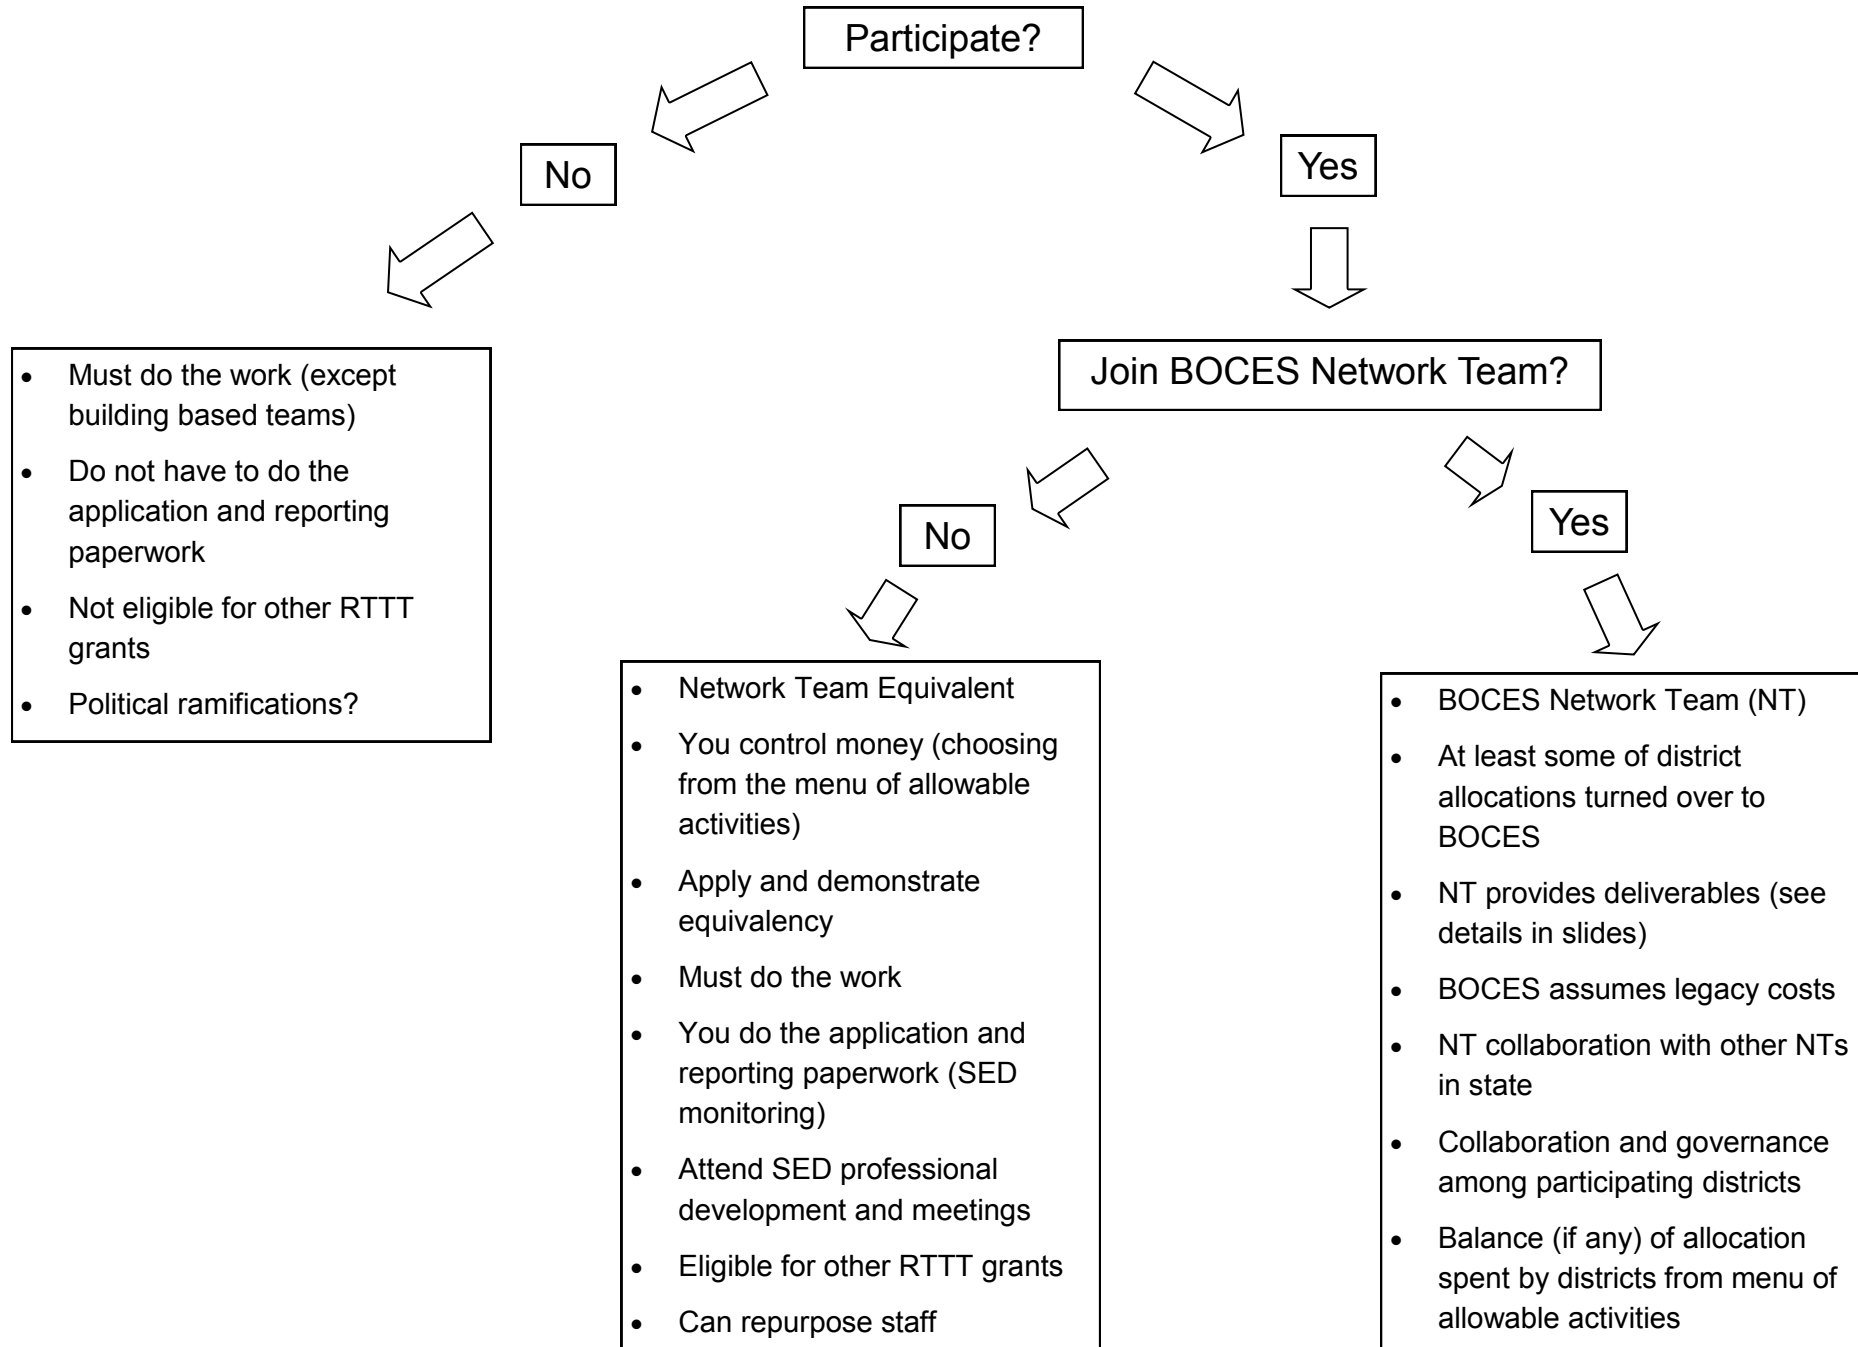 Participate?
No
Yes
• Must do the work (except
building based teams)
• Do not have to do the
application and reporting
paperwork
• Not eligible for other RTTT
grants
• Political ramifications?
Join BOCES Network Team?
No
Yes
• Network Team Equivalent
• You control money (choosing
from the menu of allowable
activities)
• Apply and demonstrate
equivalency
• Must do the work
• You do the application and
reporting paperwork (SED
monitoring)
• Attend SED professional
development and meetings
• Eligible for other RTTT grants
• Can repurpose staff
• BOCES Network Team (NT)
• At least some of district
allocations turned over to
BOCES
• NT provides deliverables (see
details in slides)
• BOCES assumes legacy costs
• NT collaboration with other NTs
in state
• Collaboration and governance
among participating districts
• Balance (if any) of allocation
spent by districts from menu of
allowable activities